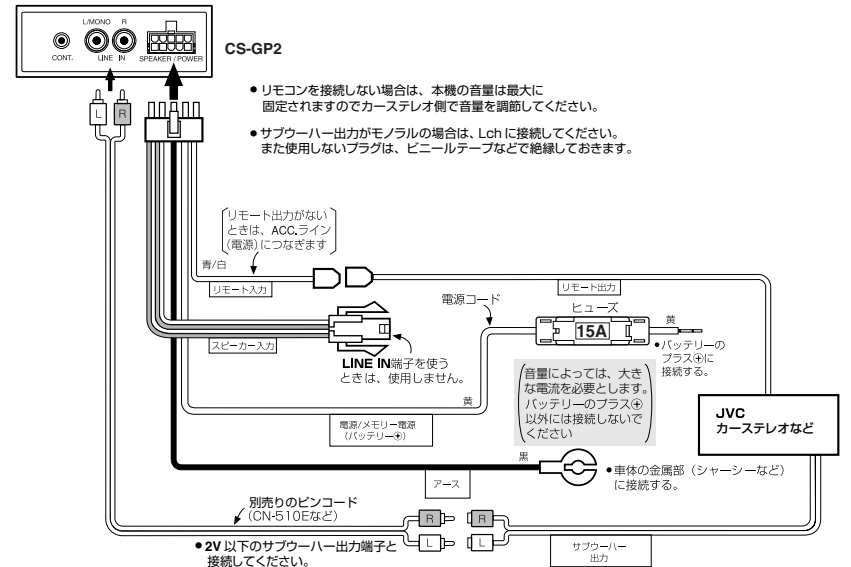 L/MONO R
CONT. LINE IN SPEAKER / POWER
CS-GP2
● リモコンを接続しない場合は、本機の音量は最大に
固定されますのでカーステレオ側で音量を調節してください。
● サブウーハー出力がモノラルの場合は、Lch に接続してください。
また使用しないプラグは、ビニールテープなどで絶縁しておきます。
L R
リモート出力がない
ときは、ACC.ライン
(電源)につなぎます
青/白
リモート入力
リモート出力
電源コード
ヒューズ
15A
黄
●バッテリーの
プラス⊕に
接続する。
スピーカー入力
LINE IN端子を使う
ときは、使用しません。
音量によっては、大き
な電流を必要とします。
バッテリーのプラス⊕
以外には接続しないで
ください
黄
電源/メモリー電源
(バッテリー⊕)
JVC
カーステレオなど
黒
アース
●車体の金属部(シャーシーなど)
に接続する。
別売りのピンコード
(CN-510Eなど)
R R
L L
● 2V 以下のサブウーハー出力端子と
接続してください。
サブウーハー
出力